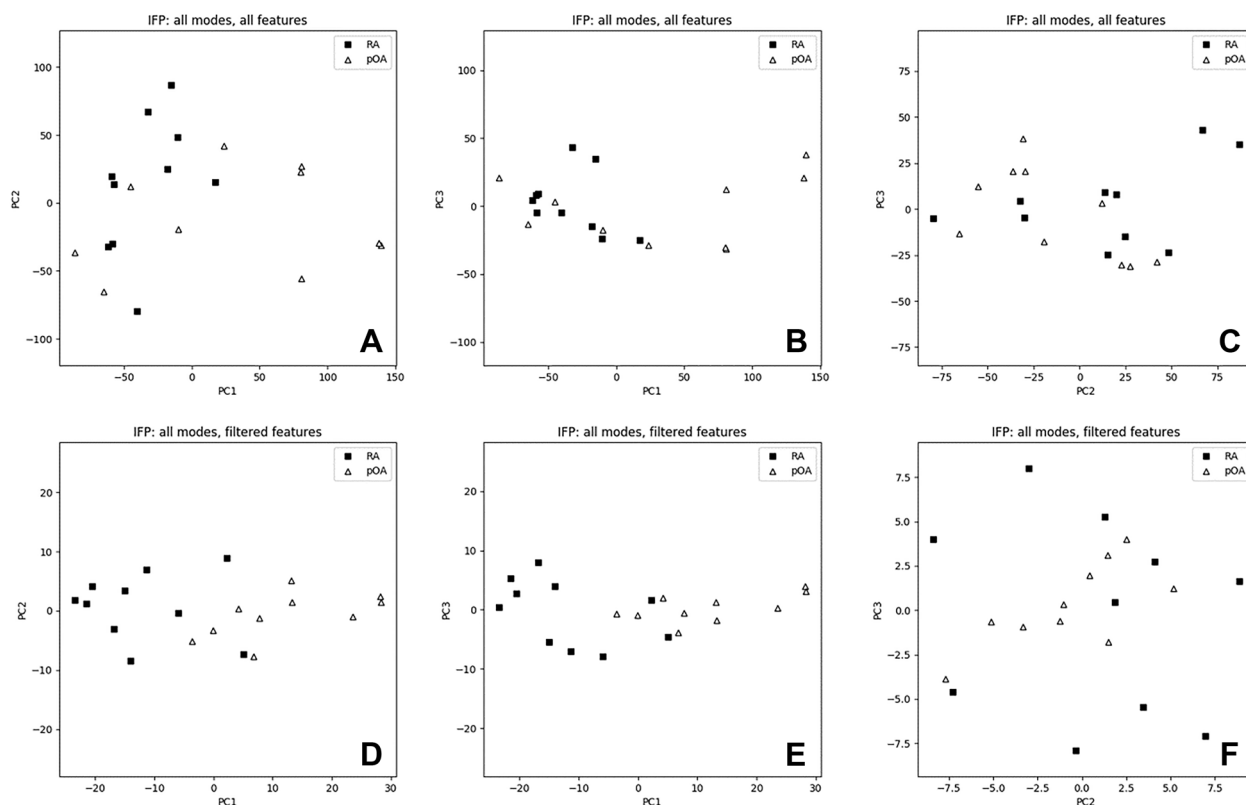 IFP: all modes, all features
RA
pOA
100
50
0
−50
−100
PC2
−50
0
50
100
150
PC1
A
IFP: all modes, all features
RA
pOA
100
50
0
−50
−100
PC3
−50
0
50
100
150
PC1
B
IFP: all modes, all features
RA
pOA
75
50
25
0
−25
−50
−75
PC3
−75
−50
−25
0
25
50
75
PC2
C
IFP: all modes, filtered features
RA
pOA
20
10
0
−10
−20
PC2
−20
−10
0
10
20
30
PC1
D
IFP: all modes, filtered features
RA
pOA
20
10
0
−10
−20
PC3
−20
−10
0
10
20
30
PC1
E
IFP: all modes, filtered features
RA
pOA
7.5
5.0
2.5
0.0
−2.5
−5.0
−7.5
PC3
−7.5
−5.0
−2.5
0.0
2.5
5.0
7.5
PC2
F